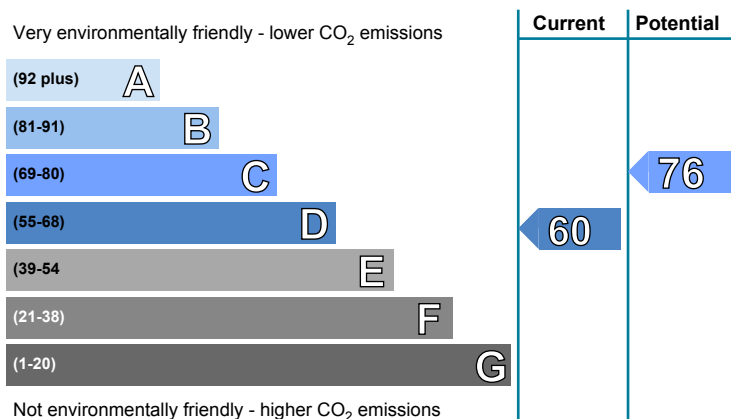 Very environmentally friendly - lower CO2 emissions
Current Potential
(92 plus) A
(81-91) B
(69-80) C
76
(55-68) D
60
(39-54 E
(21-38) F
(1-20) G
Not environmentally friendly - higher CO2 emissions